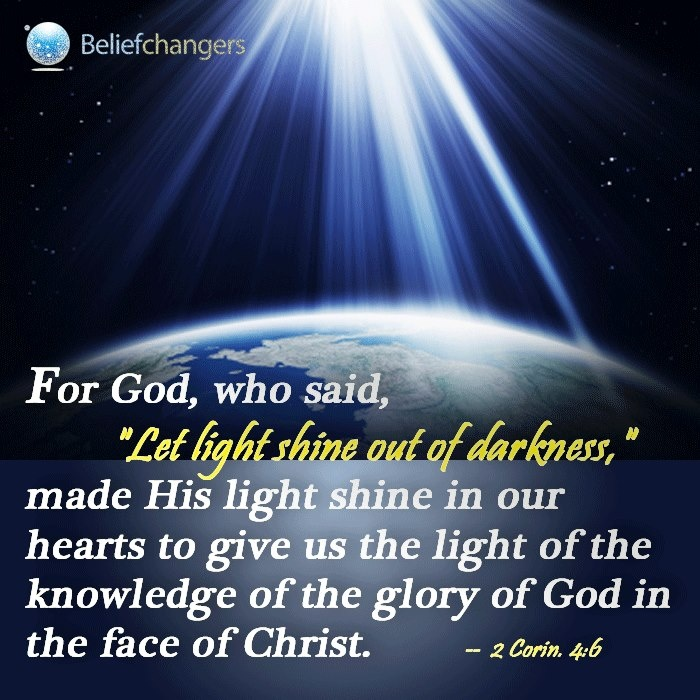 Beliefchangers
For God, who said,
"Let light shine out of darkness,"
made His light shine in our
hearts to give us the light of the
knowledge of the glory of God in
the face of Christ. -- 2 Corin. 4:6